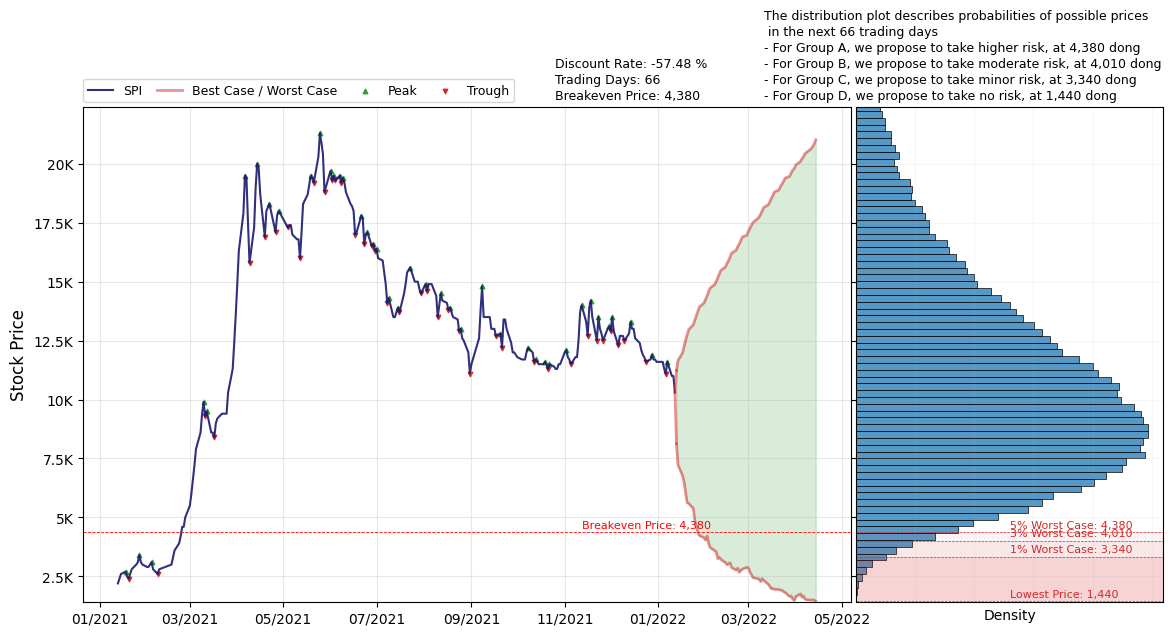 The distribution plot describes probabilities of possible prices
in the next 66 trading days
- For Group A, we propose to take higher risk, at 4,380 dong
- For Group B, we propose to take moderate risk, at 4,010 dong
- For Group C, we propose to take minor risk, at 3,340 dong
- For Group D, we propose to take no risk, at 1,440 dong
Discount Rate: -57.48 %
Trading Days: 66
Breakeven Price: 4,380
SPI Best Case / Worst Case Peak Trough
Stock Price
20K
17.5K
15K
12.5K
10K
7.5K
5K
2.5K
Breakeven Price: 4,380
5% Worst Case: 4,380
3% Worst Case: 4,010
1% Worst Case: 3,340
Lowest Price: 1,440
01/2021 03/2021 05/2021 07/2021 09/2021 11/2021 01/2022 03/2022 05/2022
Density